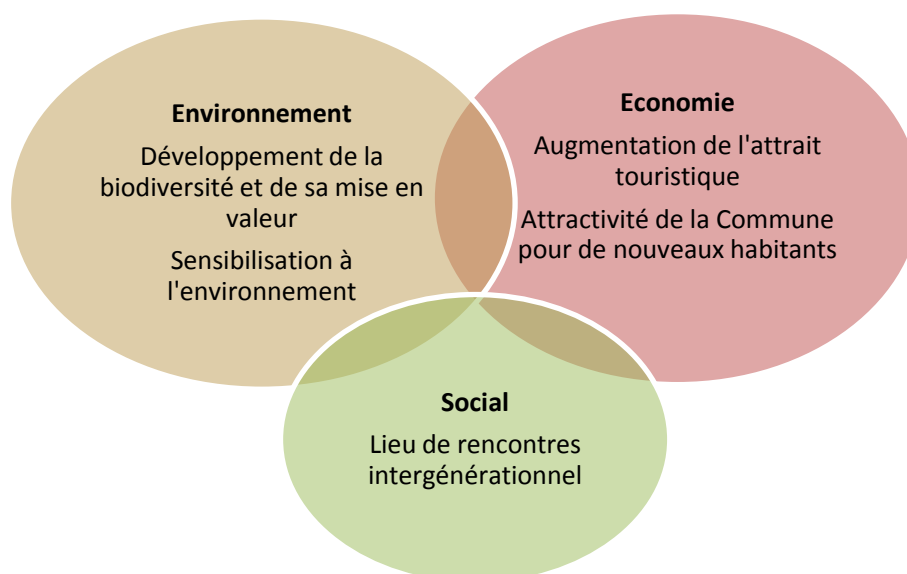 Environnement
Développement de la
biodiversité et de sa mise en
valeur
Sensibilisation à
l'environnement
Economie
Augmentation de l'attrait
touristique
Attractivité de la Commune
pour de nouveaux habitants
Social
Lieu de rencontres
intergénérationnel